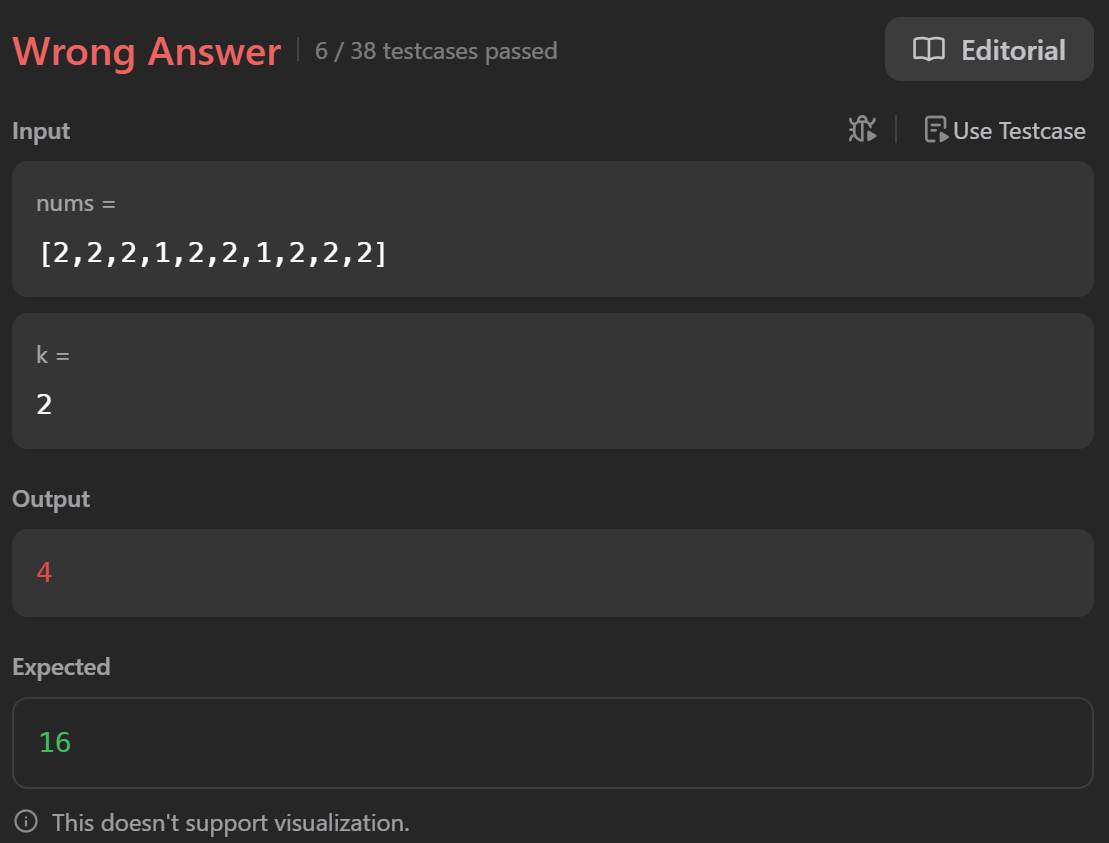 Wrong Answer 6 / 38 testcases passed Editorial
Input Use Testcase
nums =
[2,2,2,1,2,2,1,2,2,2]
k =
2
Output
4
Expected
16
This doesn't support visualization.